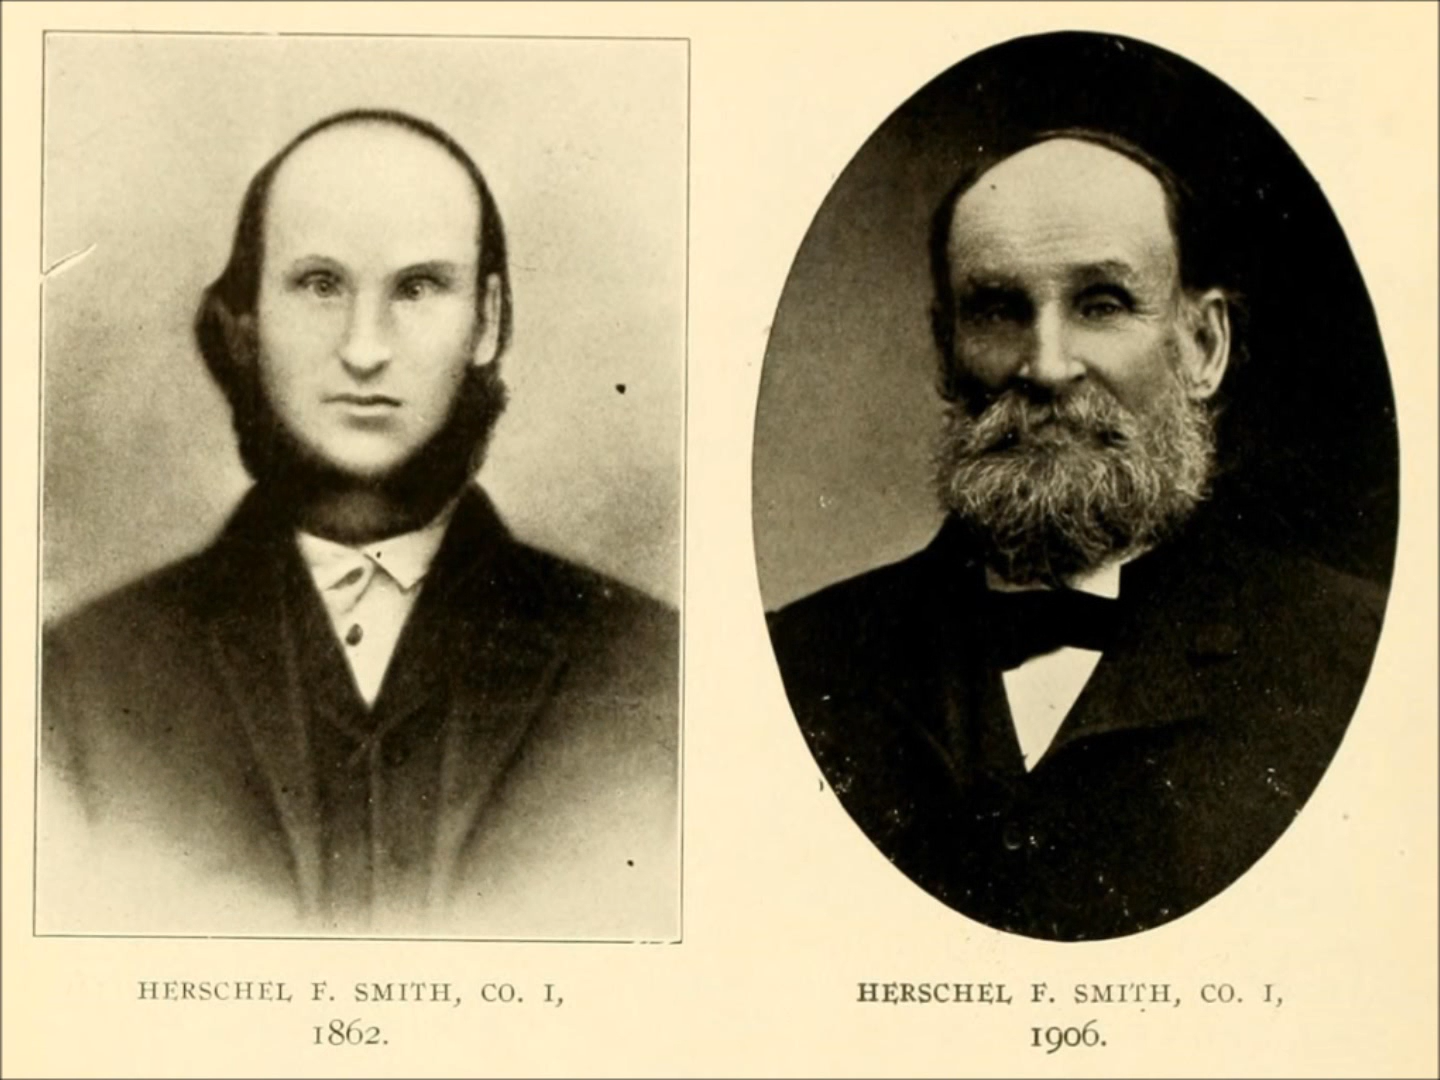 HERSCHEL F. SMITH, CO. I,
1862.
HERSCHEL F. SMITH, CO. I,
1906.